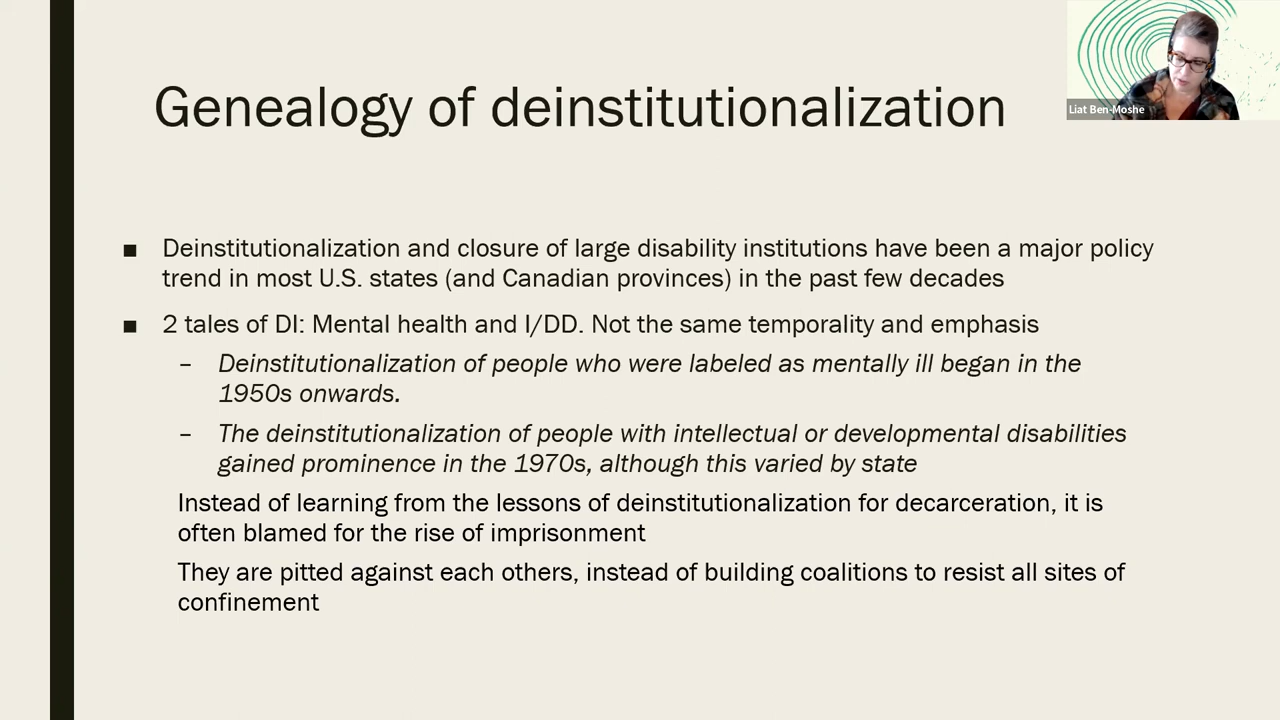 Genealogy of deinstitutionalization
Liat Ben-Moshe
■ Deinstitutionalization and closure of large disability institutions have been a major policy
trend in most U.S. states (and Canadian provinces) in the past few decades
■ 2 tales of DI: Mental health and I/DD. Not the same temporality and emphasis
– Deinstitutionalization of people who were labeled as mentally ill began in the
1950s onwards.
– The deinstitutionalization of people with intellectual or developmental disabilities
gained prominence in the 1970s, although this varied by state
Instead of learning from the lessons of deinstitutionalization for decarceration, it is
often blamed for the rise of imprisonment
They are pitted against each others, instead of building coalitions to resist all sites of
confinement